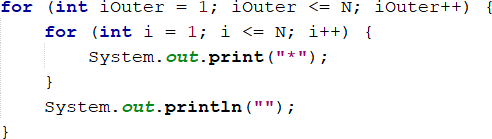 for (int iOuter = 1; iOuter <= N; iOuter++) {
    for (int i = 1; i <= N; i++) {
        System.out.print("*");
    }
    System.out.println("");
}